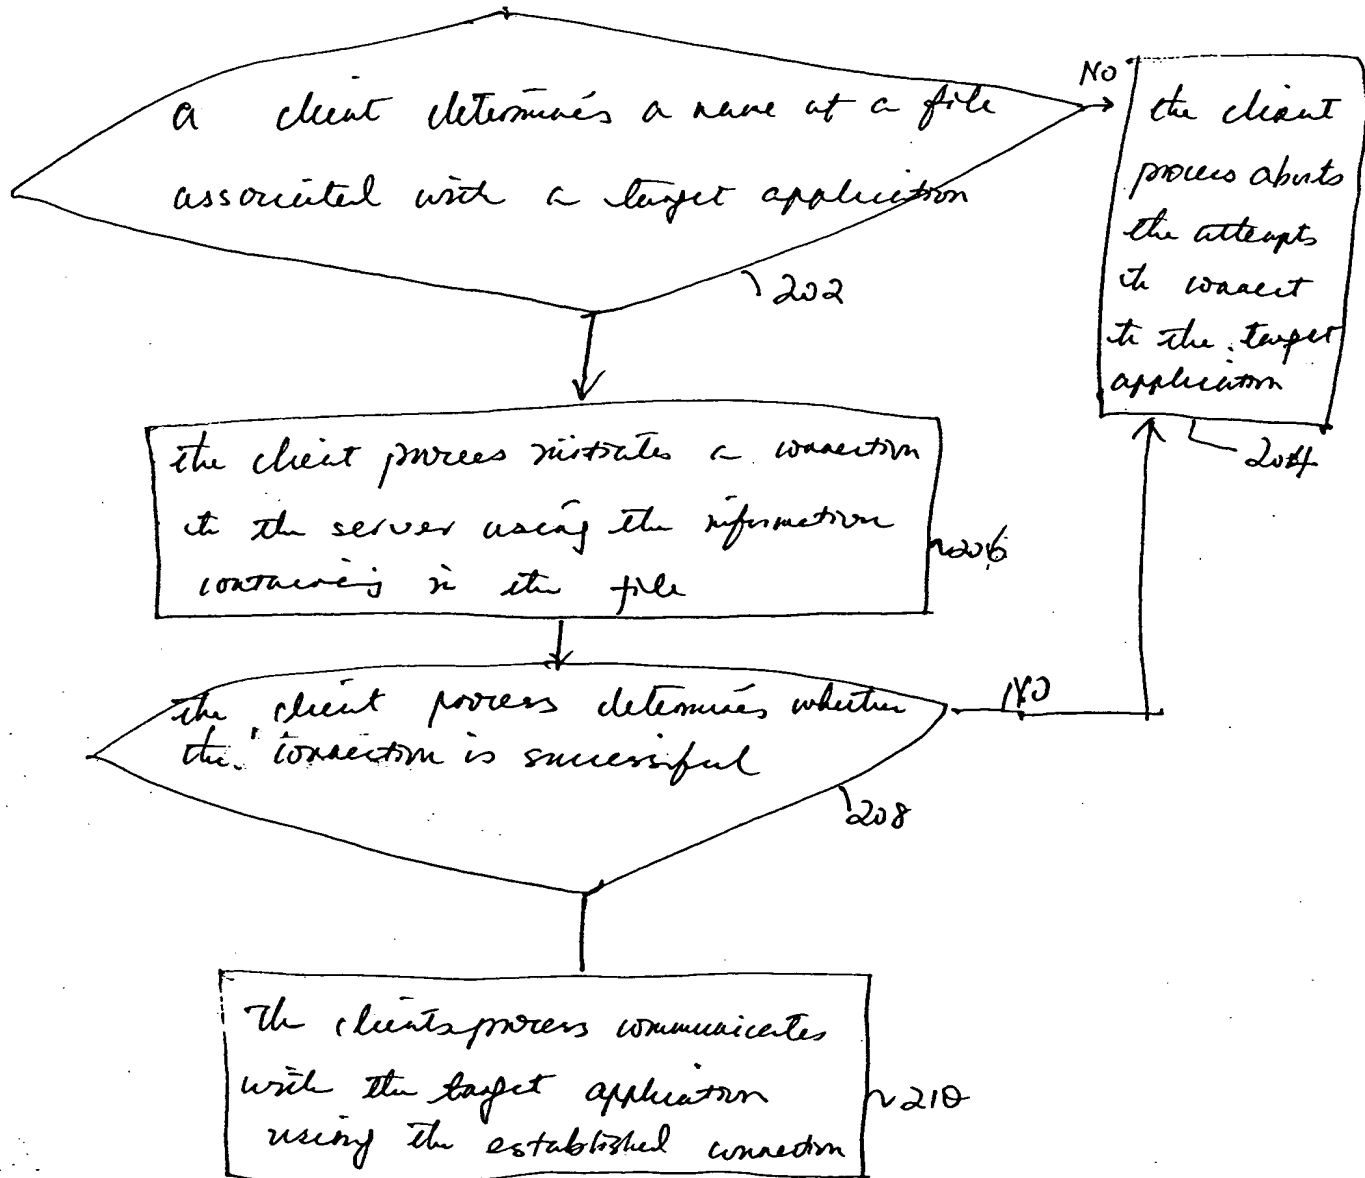 a client determines a name of a file
associated with a target application
202
NO
the client
process aborts
the attempts
to connect
to the target
application
204
the client process initiates a connection
to the server using the information
containing in the file
206
the client process determines whether
the connection is successful
NO
208
The clients process communicates
with the target application
using the established connection
210